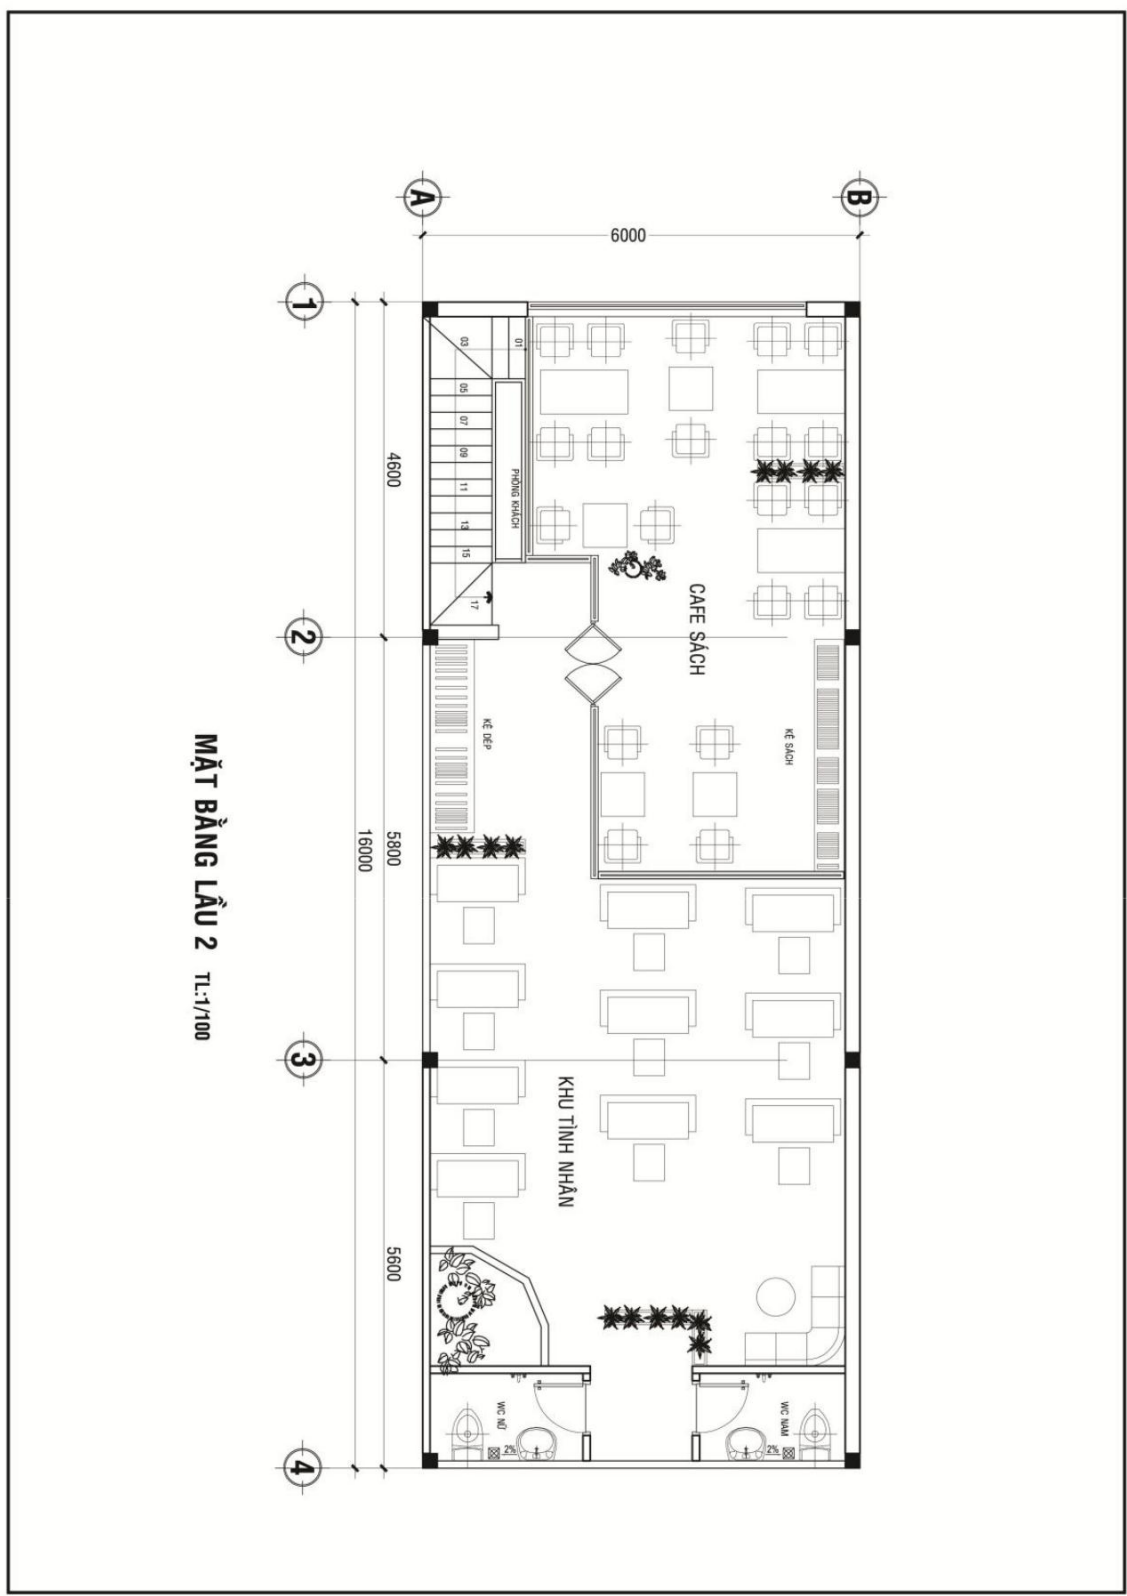 A
B
6000
1
2
3
4
4600
5800
5600
16000
01
03
05
07
09
11
13
15
17
PHÒNG KHÁCH
CAFE SÁCH
KỆ SÁCH
KỆ DÉP
KHU TÌNH NHÂN
WC NỮ
2%
WC NAM
2%
MẶT BẰNG LẦU 2 TL:1/100